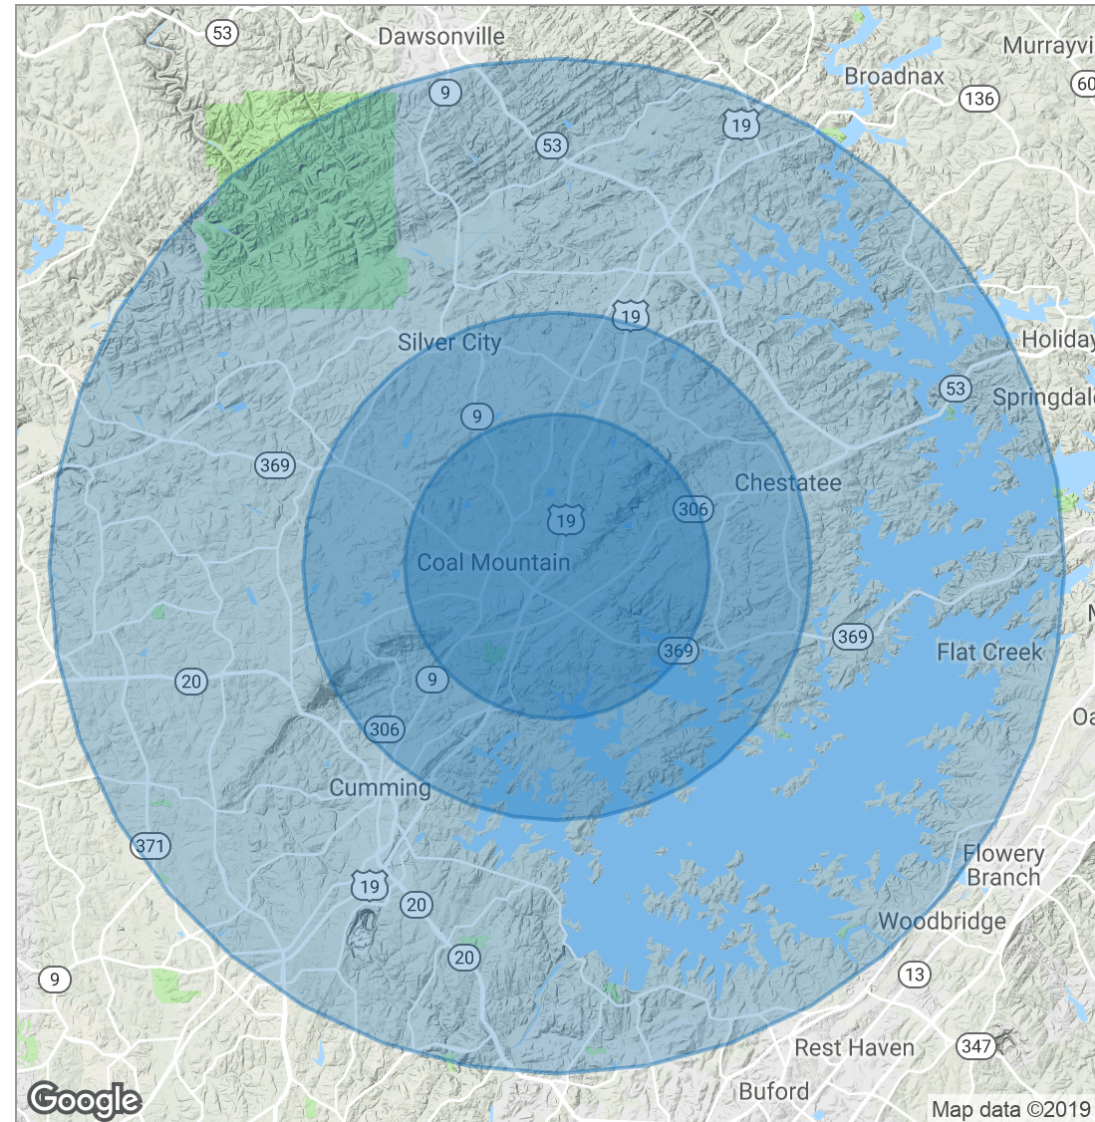 53
Dawsonville
Murrayvi
Broadnax
60
9
136
19
53
19
Holiday
Silver City
Springdale
53
9
369
Chestatee
306
19
Coal Mountain
369
369
Flat Creek
20
9
Oa
306
Cumming
371
Flowery
Branch
19
20
Woodbridge
20
13
9
Rest Haven
347
Buford
Google
Map data ©2019